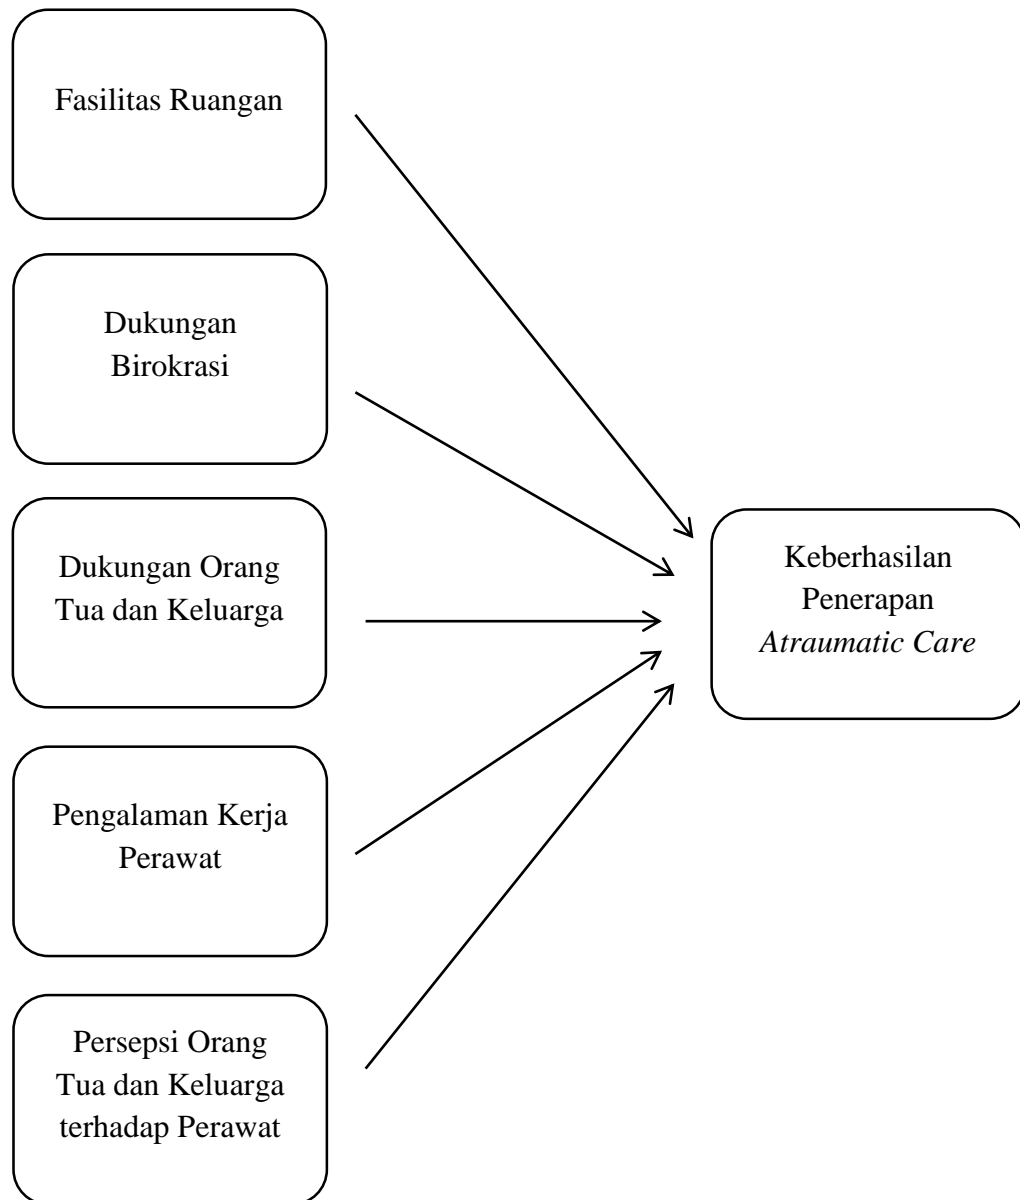 Fasilitas Ruangan
Dukungan
Birokrasi
Dukungan Orang
Tua dan Keluarga
Pengalaman Kerja
Perawat
Persepsi Orang
Tua dan Keluarga
terhadap Perawat
Keberhasilan
Penerapan
Atraumatic Care